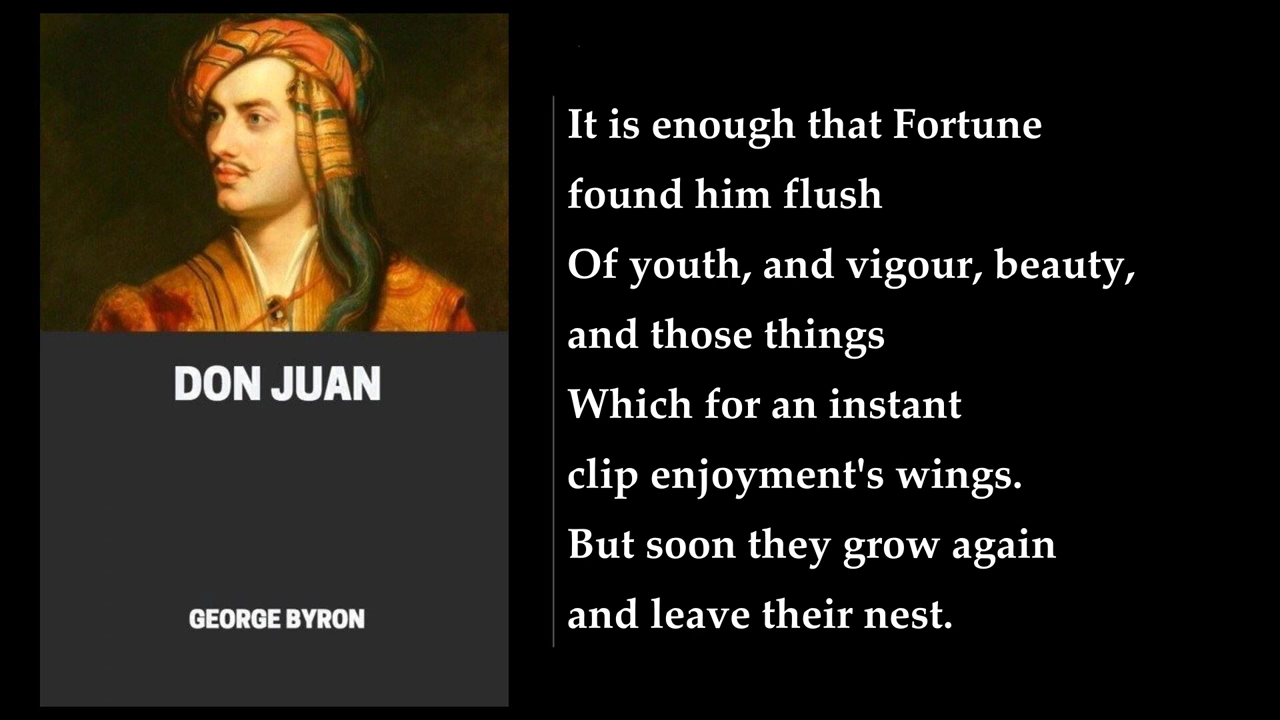 DON JUAN
GEORGE BYRON
It is enough that Fortune
found him flush
Of youth, and vigour, beauty,
and those things
Which for an instant
clip enjoyment's wings.
But soon they grow again
and leave their nest.